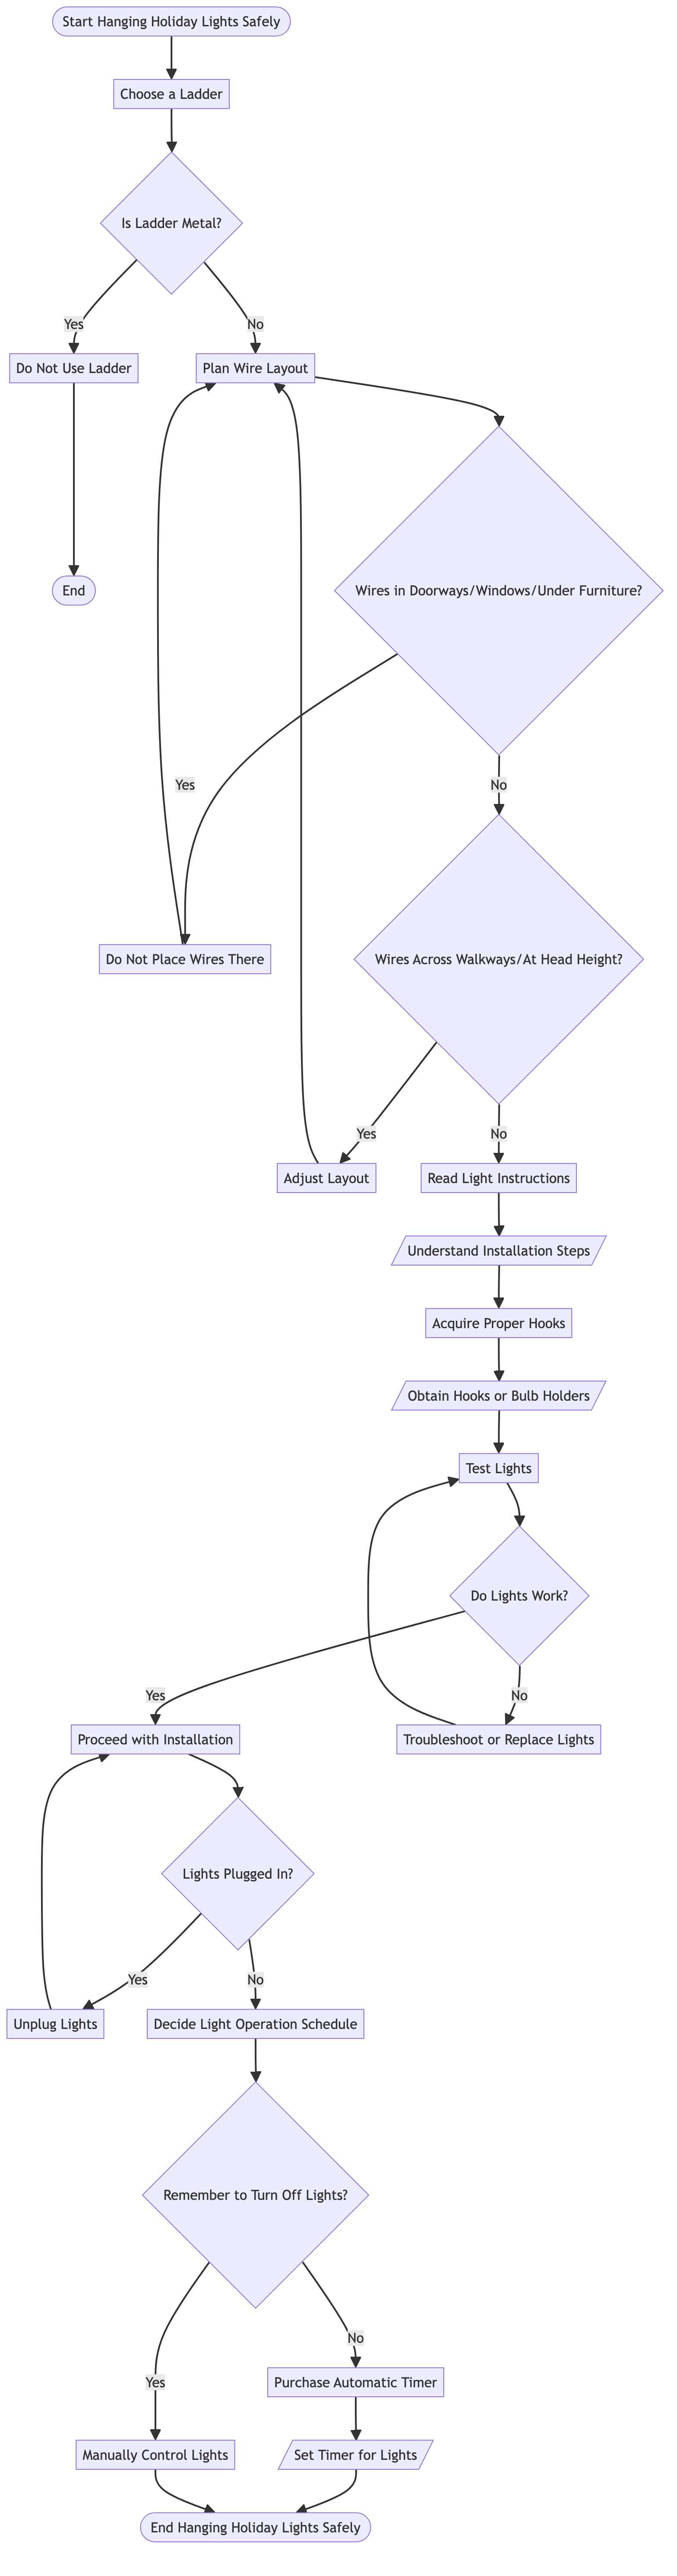 Start Hanging Holiday Lights Safely
Choose a Ladder
Is Ladder Metal?
Yes
No
Do Not Use Ladder
Plan Wire Layout
End
Wires in Doorways/Windows/Under Furniture?
Yes
No
Do Not Place Wires There
Wires Across Walkways/At Head Height?
Yes
No
Adjust Layout
Read Light Instructions
Understand Installation Steps
Acquire Proper Hooks
Obtain Hooks or Bulb Holders
Test Lights
Do Lights Work?
Yes
No
Proceed with Installation
Troubleshoot or Replace Lights
Lights Plugged In?
Yes
No
Unplug Lights
Decide Light Operation Schedule
Remember to Turn Off Lights?
No
Yes
Purchase Automatic Timer
Manually Control Lights
Set Timer for Lights
End Hanging Holiday Lights Safely